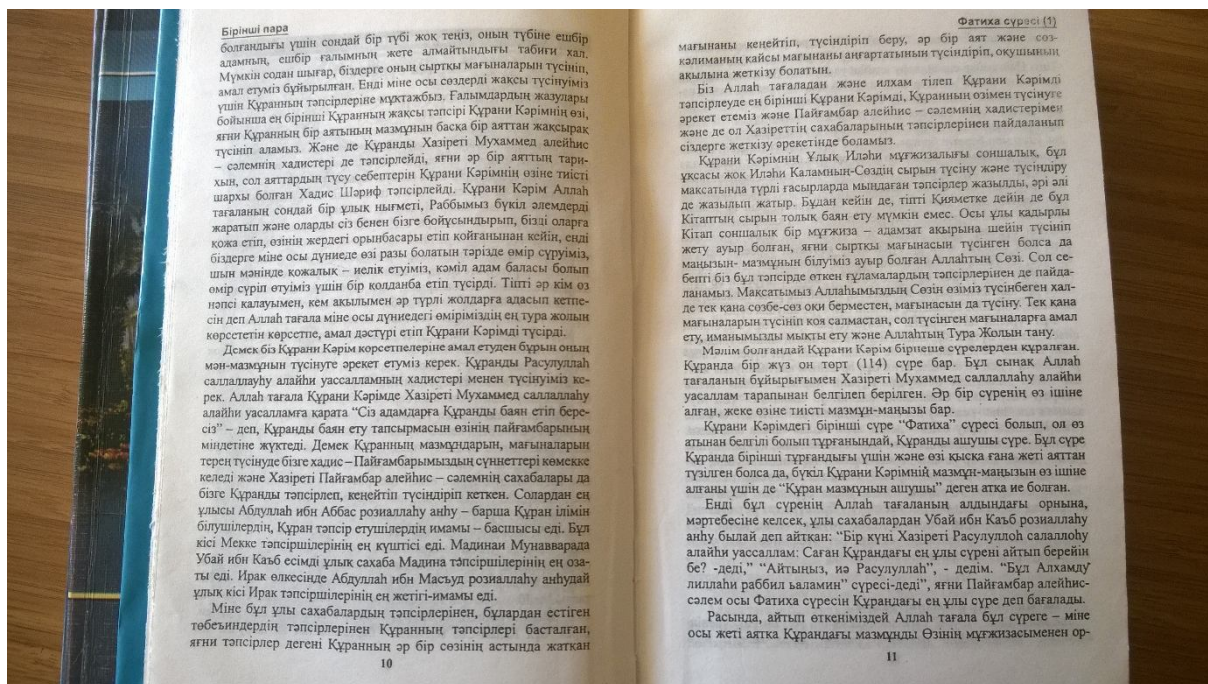 Бірінші пара
болғандығы үшін сондай бір түбі жоқ теңіз, оның түбіне ешбір
адамның, ешбір ғалымның жете алмайтындығы табиғи хал.
Мүмкін содан шығар, біздерге оның сыртқы мағыналарын түсініп,
амал етуміз бұйырылған. Енді міне осы сөздерді жақсы түсінуіміз
үшін Құранның тәпсірлеріне мұхтажбыз. Ғалымдардың жазулары
бойынша ең бірінші Құранның жақсы тәпсірі Құрани Кәрімнің өзі,
яғни Құранның бір аятының мазмұнын басқа бір аяттан жақсырақ
түсініп аламыз. Және де Құранды Хазіреті Мухаммед алейһис
– сәлемнің хадистері де тәпсірлейді, яғни әр бір аяттың тари-
хын, сол аяттардың түсу себептерін Құрани Кәрімнің өзіне тиісті
шархы болған Хадис Шәриф тәпсірлейді. Құрани Кәрім Аллаһ
тағаланың сондай бір ұлық нығметі, Раббымыз бүкіл әлемдерді
жаратып және оларды сіз бенен бізге бойұсындырып, бізді оларға
қожа етіп, өзінің жердегі орынбасары етіп қойғанынан кейін, енді
біздерге міне осы дүниеде өзі разы болатын тәрізде өмір сүруіміз,
шын мәнінде қожалық – иелік етуіміз, кәміл адам баласы болып
өмір сүріп өтуіміз үшін бір қолданба етіп түсірді. Тіпті әр кім өз
нәпсі қалауымен, кем ақылымен әр түрлі жолдарға адасып кетпе-
сін деп Аллаһ тағала міне осы дүниедегі өміріміздің ең тура жолын
көрсететін көрсетпе, амал дәстүрі етіп Құрани Кәрімді түсірді.
Демек біз Құрани Кәрім көрсетпелеріне амал етуден бұрын оның
мән-мазмұнын түсінуге әрекет етуміз керек. Құранды Расулуллаһ
саллаллауһу алайһи уассалламның хадистері менен түсінуіміз ке-
рек. Аллаһ тағала Құрани Кәрімде Хазіреті Мухаммед саллаллаһу
алайһи уасалламға қарата “Сіз адамдарға Құранды баян етіп бере-
сіз” – деп, Құранды баян ету тапсырмасын өзінің пайғамбарының
міндетіне жүктеді. Демек Құранның мазмұндарын, мағыналарын
терең түсінуде бізге хадис – Пайғамбарымыздың сүннеттері көмекке
келеді және Хазіреті Пайғамбар алейһис – сәлемнің сахабалары да
бізге Құранды тәпсірлеп, кеңейтіп түсіндіріп кеткен. Солардан ең
ұлысы Абдуллаһ ибн Аббас розиаллаһу анһу – барша Құран ілімін
білушілердің, Құран тәпсір етушілердің имамы – басшысы еді. Бұл
кісі Мекке тәпсіршілерінің ең күштісі еді. Мадинаи Мунавварада
Убай ибн Каъб есімді ұлық сахаба Мадина тәпсіршілерінің ең оза-
ты еді. Ирак өлкесінде Абдуллаһ ибн Масъуд розиаллаһу анһудай
ұлық кісі Ирак тәпсіршілерінің ең жетігі-имамы еді.
Міне бұл ұлы сахабалардың тәпсірлерінен, бұлардан естіген
төбеъиндердің тәпсірлерінен Құранның тәпсірлері басталған,
яғни тәпсірлер дегені Құранның әр бір сөзінің астында жатқан
10
Фатиха сүресі (1)
мағынаны кеңейтіп, түсіндіріп беру, әр бір аят және сөз-
кәлиманың қайсы мағынаны аңғартатынын түсіндіріп, оқушының
ақылына жеткізу болатын.
Біз Аллаһ тағаладан және илхам тілеп Құрани Кәрімді
тәпсірлеуде ең бірінші Құрани Кәрімді, Құранның өзімен түсінуге
әрекет етеміз және Пайғамбар алейһис – сәлемнің хадистерімен
және де ол Хазіреттің сахабаларының тәпсірлерінен пайдаланып
сіздерге жеткізу әрекетінде боламыз.
Құрани Кәрімнің Ұлық Илаһи мұғжизалығы соншалық, бұл
ұқсасы жоқ Илаһи Каламның-Сөздің сырын түсіну және түсіндіру
мақсатында түрлі ғасырларда мыңдаған тәпсірлер жазылды, әрі әлі
де жазылып жатыр. Бұдан кейін де, тіпті Қияметке дейін де бұл
Кітаптың сырын толық баян ету мүмкін емес. Осы ұлы қадырлы
Кітап соншалық бір мұғжиза – адамзат ақырына шейін түсініп
жету ауыр болған, яғни сыртқы мағынасын түсінген болса да
маңызын- мазмұнын білуіміз ауыр болған Аллаһтың Сөзі. Сол се-
бепті біз бұл тәпсірде өткен ғұламалардың тәпсірлерінен де пайда-
ланамыз. Мақсатымыз Аллаһымыздың Сөзін өзіміз түсінбеген хал-
де тек қана сөзбе-сөз оқи берместен, мағынасын да түсіну. Тек қана
мағыналарын түсініп қоя салмастан, сол түсінген мағыналарға амал
ету, иманымызды мықты ету және Аллаһтың Тура Жолын тану.
Мәлім болғандай Құрани Кәрім бірнеше сүрелерден құралған.
Құранда бір жүз он төрт (114) сүре бар. Бұл сынақ Аллаһ
тағаланың бұйырығымен Хазіреті Мухаммед саллаллаһу алайһи
уасаллам тарапынан белгілеп берілген. Әр бір сүренің өз ішіне
алған, жеке өзіне тиісті мазмұн-маңызы бар.
Құрани Кәрімдегі бірінші сүре “Фатиха” сүресі болып, ол өз
атынан белгілі болып тұрғанындай, Құранды ашушы сүре. Бұл сүре
Құранда бірінші тұрғандығы үшін және өзі қысқа ғана жеті аяттан
түзілген болса да, бүкіл Құрани Кәрімнің мазмұн-маңызын өз ішіне
алғаны үшін де “Құран мазмұнын ашушы” деген атқа ие болған.
Енді бұл сүренің Аллаһ тағаланың алдындағы орнына,
мәртебесіне келсек, ұлы сахабалардан Убай ибн Каъб розиаллаһу
анһу былай деп айтқан: “Бір күні Хазіреті Расулуллоһ салаллоһу
алайһи уассаллам: Саған Құрандағы ең ұлы сүрені айтып берейін
бе? -деді,” “Айтыңыз, иә Расулуллаһ”, - дедім. “Бұл Алхамду
лиллаһи раббил ьаламин” сүресі-деді”, яғни Пайғамбар алейһис-
сәлем осы Фатиха сүресін Құрандағы ең ұлы сүре деп бағалады.
Расында, айтып өткеніміздей Аллаһ тағала бұл сүреге – міне
осы жеті аятқа Құрандағы мазмұнды Өзінің мұғжизасыменен ор-
11